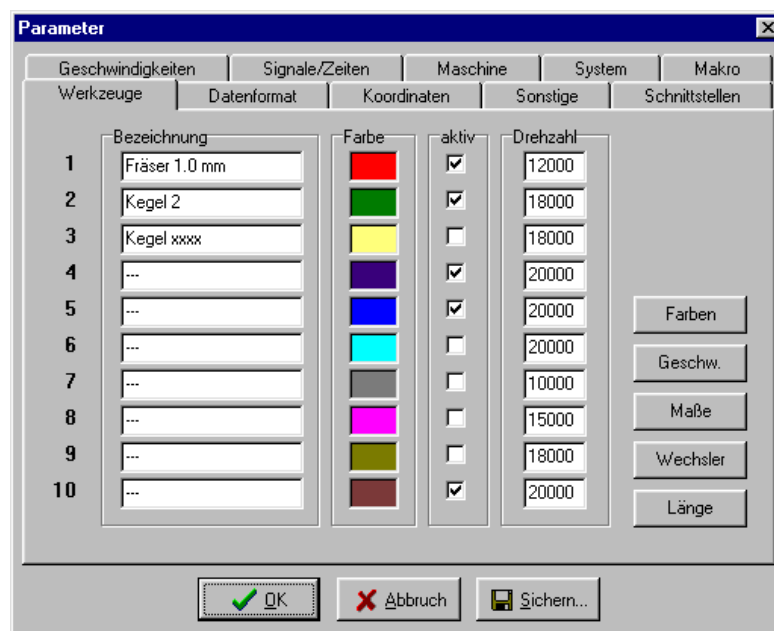 Parameter
Geschwindigkeiten Signale/Zeiten Maschine System Makro
Werkzeuge Datenformat Koordinaten Sonstige Schnittstellen
Bezeichnung Farbe aktiv Drehzahl
1 Fräser 1.0 mm 12000
2 Kegel 2 18000
3 Kegel xxxx 18000
4 --- 20000
5 --- 20000
6 --- 20000
7 --- 10000
8 --- 15000
9 --- 18000
10 --- 20000
Farben
Geschw.
Maße
Wechsler
Länge
OK Abbruch Sichern...